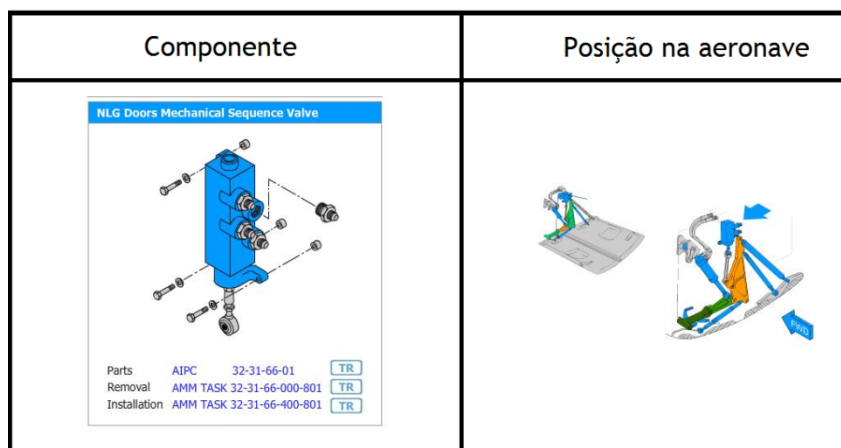 Componente
Posição na aeronave
NLG Doors Mechanical Sequence Valve
Parts AIPC 32-31-66-01 TR
Removal AMM TASK 32-31-66-000-801 TR
Installation AMM TASK 32-31-66-400-801 TR
FWD